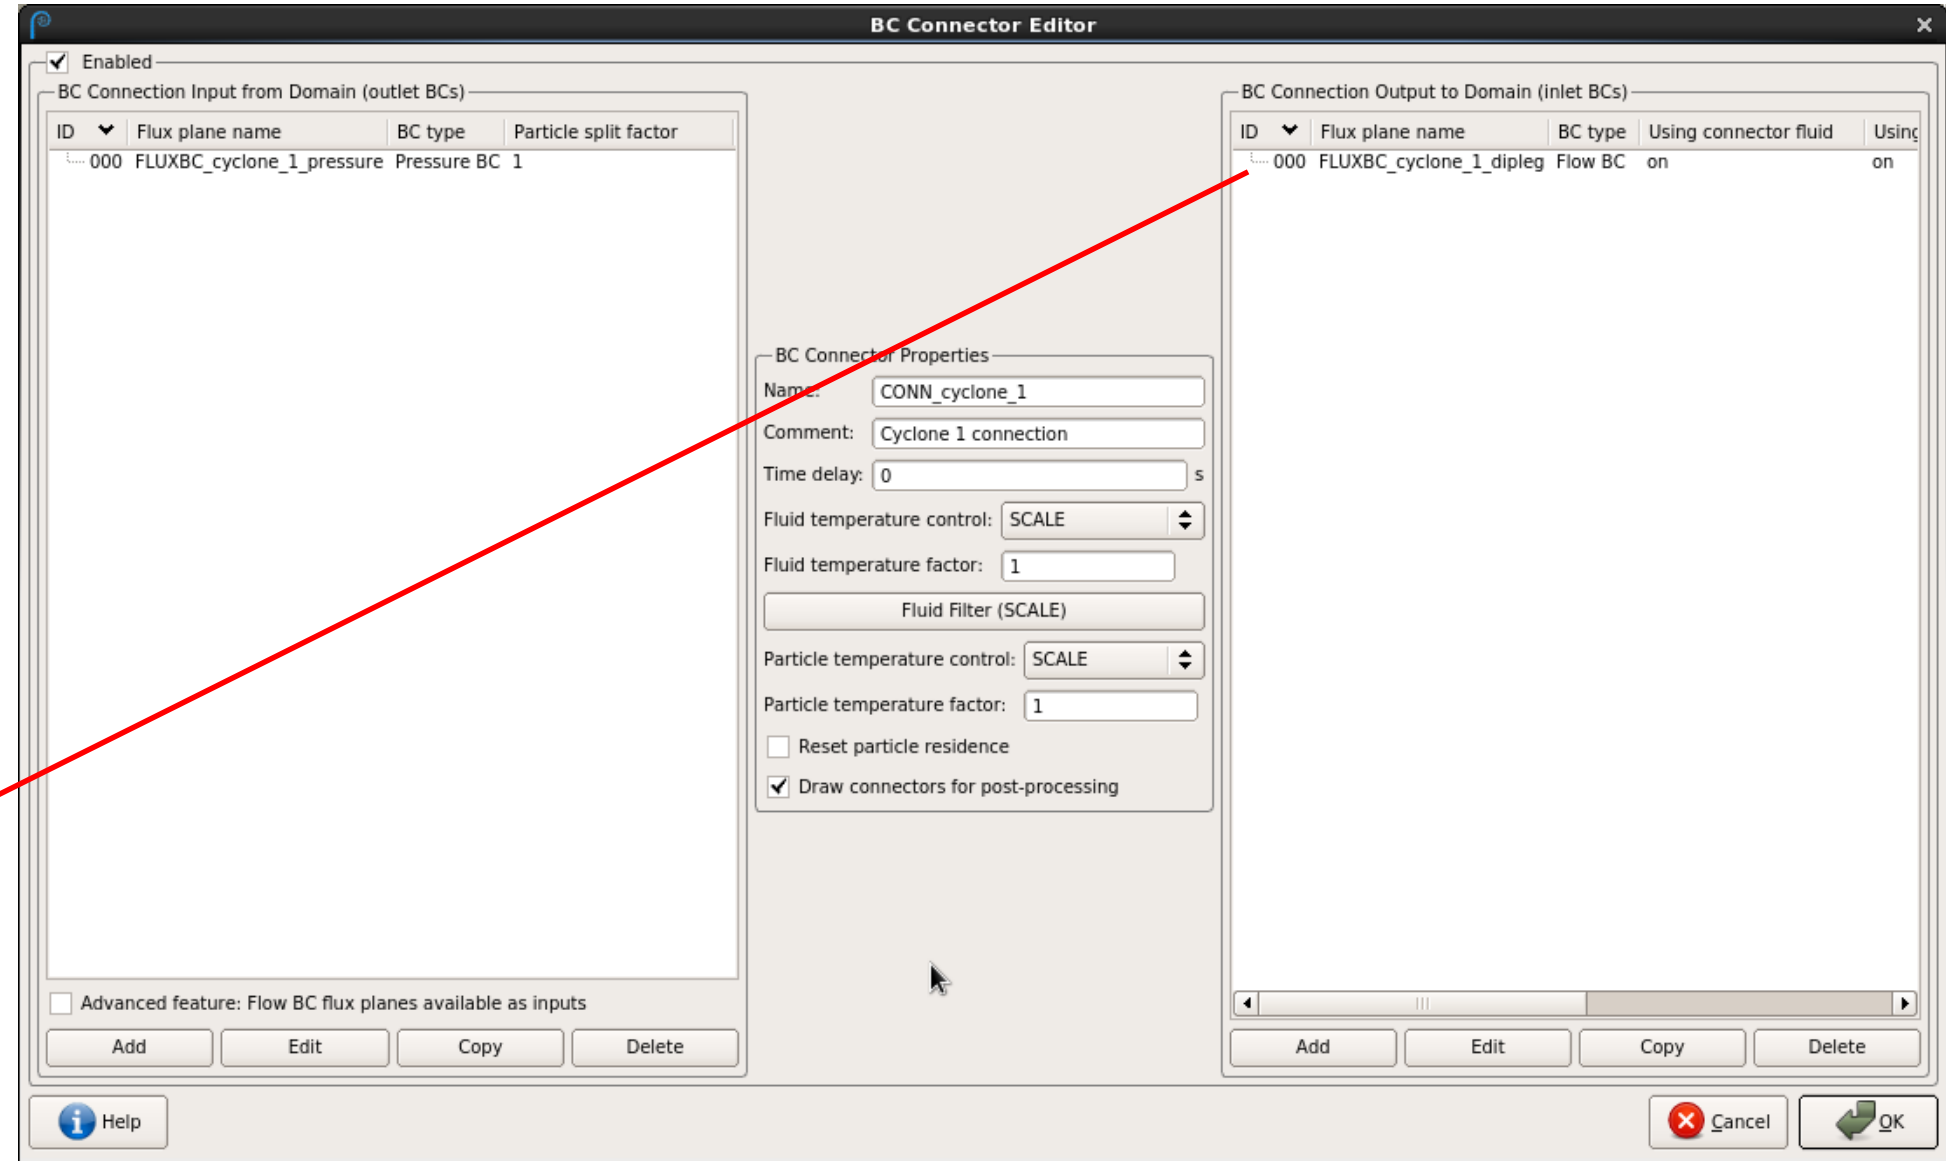 BC Connector Editor
Enabled
BC Connection Input from Domain (outlet BCs)
ID Flux plane name BC type Particle split factor
000 FLUXBC_cyclone_1_pressure Pressure BC 1
Advanced feature: Flow BC flux planes available as inputs
Add Edit Copy Delete
BC Connector Properties
Name: CONN_cyclone_1
Comment: Cyclone 1 connection
Time delay: 0 s
Fluid temperature control: SCALE
Fluid temperature factor: 1
Fluid Filter (SCALE)
Particle temperature control: SCALE
Particle temperature factor: 1
Reset particle residence
Draw connectors for post-processing
BC Connection Output to Domain (inlet BCs)
ID Flux plane name BC type Using connector fluid Using
000 FLUXBC_cyclone_1_dipleg Flow BC on on
Add Edit Copy Delete
Help
Cancel OK